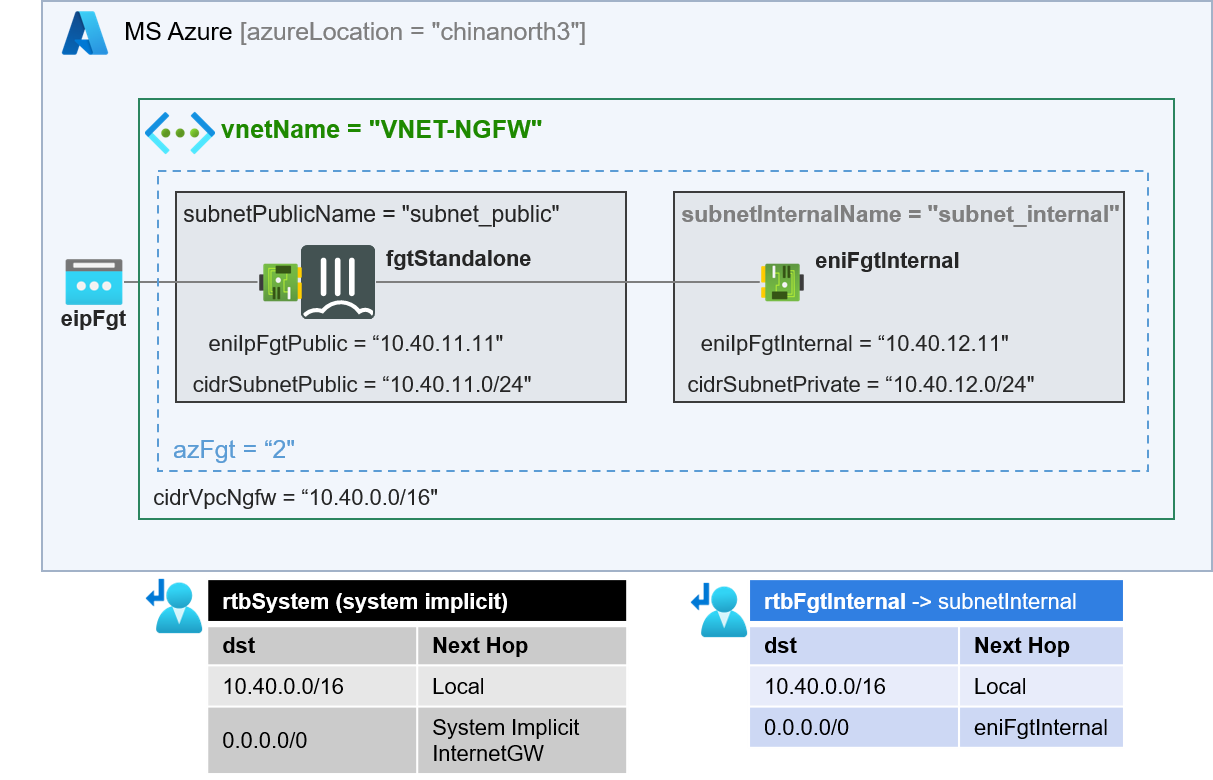 MS Azure [azureLocation = "chinanorth3"]
vnetName = "VNET-NGFW"
subnetPublicName = "subnet_public"
fgtStandalone
eniIpFgtPublic = “10.40.11.11"
cidrSubnetPublic = “10.40.11.0/24"
subnetInternalName = "subnet_internal"
eniFgtInternal
eniIpFgtInternal = “10.40.12.11"
cidrSubnetPrivate = “10.40.12.0/24"
eipFgt
azFgt = “2"
cidrVpcNgfw = “10.40.0.0/16"
rtbSystem (system implicit)
dst Next Hop
10.40.0.0/16 Local
0.0.0.0/0 System Implicit
InternetGW
rtbFgtInternal -> subnetInternal
dst Next Hop
10.40.0.0/16 Local
0.0.0.0/0 eniFgtInternal